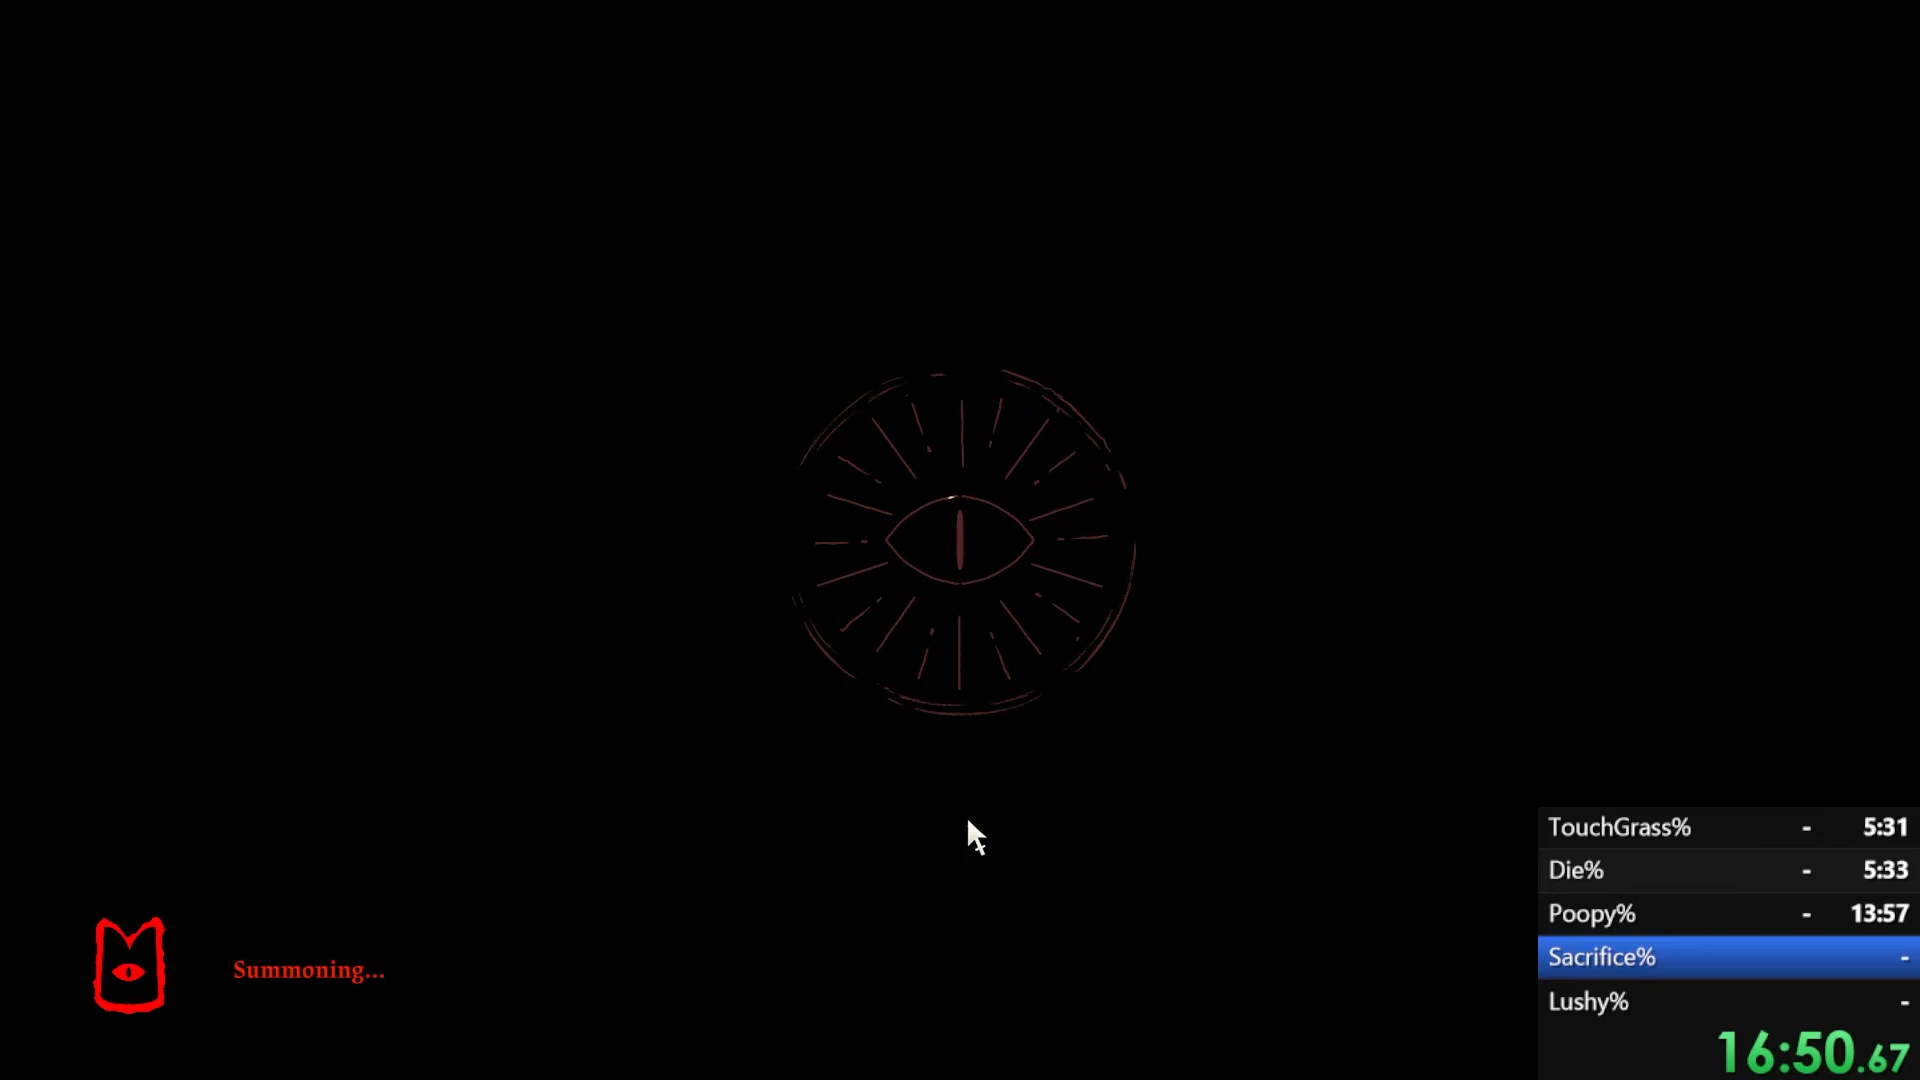 Summoning...
TouchGrass% - 5:31
Die% - 5:33
Poopy% - 13:57
Sacrifice% -
Lushy% -
16:50.67